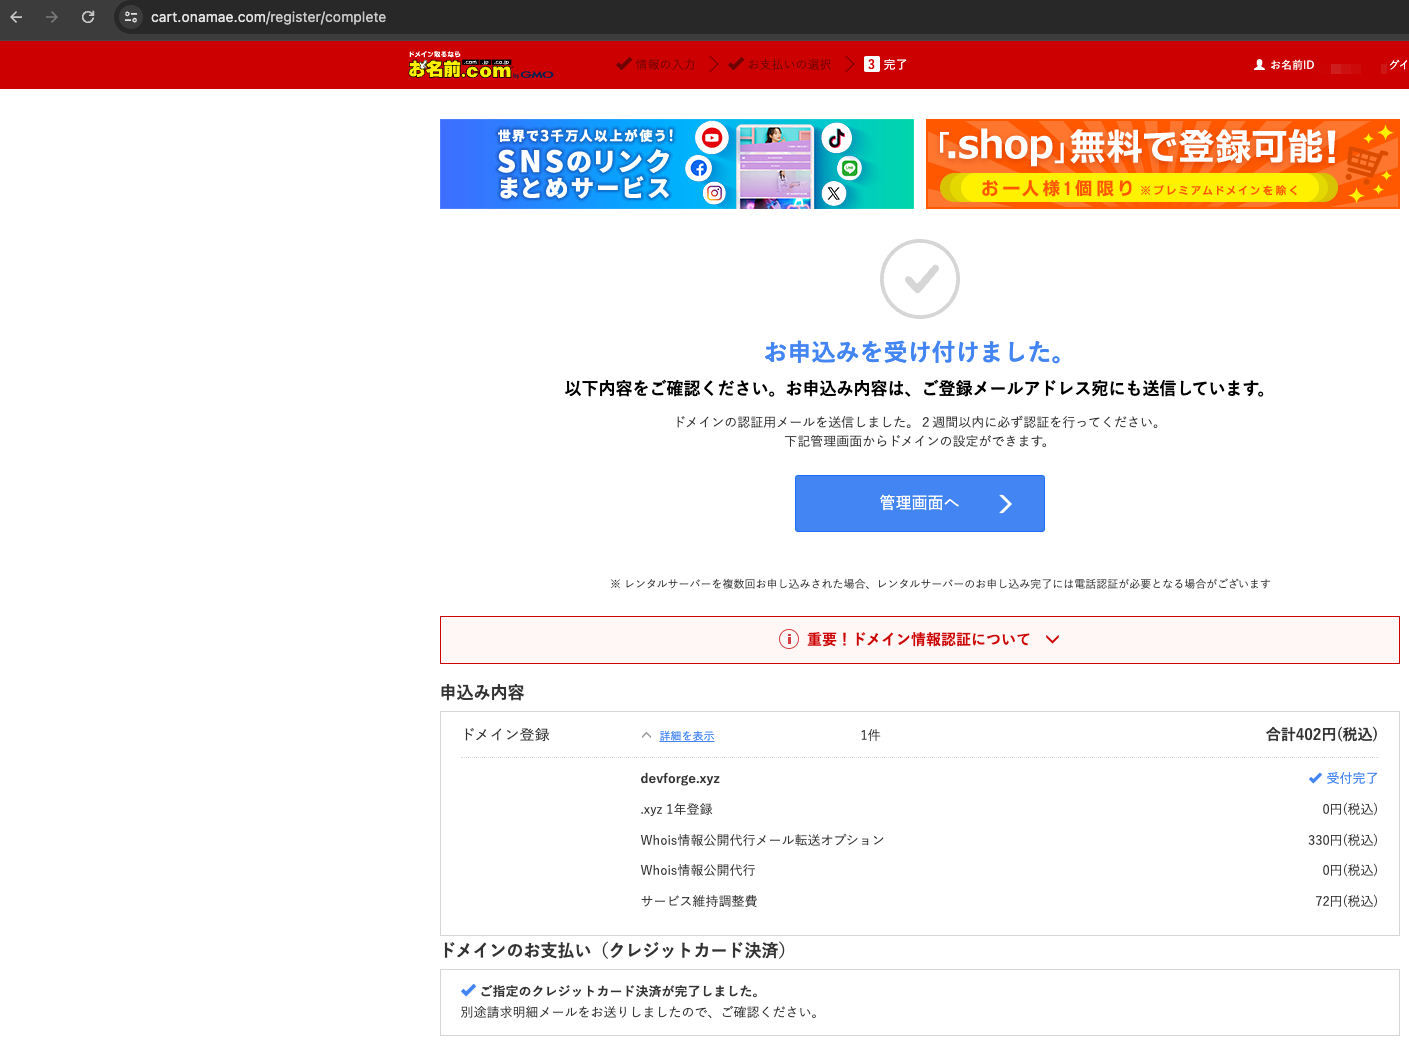 cart.onamae.com/register/complete
ドメイン取るなら
お名前.com
by GMO
情報の入力
お支払いの選択
3 完了
お名前ID
グイ
世界で3千万人以上が使う!
SNSのリンク
まとめサービス
「.shop」無料で登録可能!
お一人様1個限り ※プレミアムドメインを除く
お申込みを受け付けました。
以下内容をご確認ください。お申込み内容は、ご登録メールアドレス宛にも送信しています。
ドメインの認証用メールを送信しました。２週間以内に必ず認証を行ってください。
下記管理画面からドメインの設定ができます。
管理画面へ
※ レンタルサーバーを複数回お申し込みされた場合、レンタルサーバーのお申し込み完了には電話認証が必要となる場合がございます
重要！ドメイン情報認証について
申込み内容
ドメイン登録 詳細を表示 1件 合計402円(税込)
devforge.xyz 受付完了
.xyz 1年登録 0円(税込)
Whois情報公開代行メール転送オプション 330円(税込)
Whois情報公開代行 0円(税込)
サービス維持調整費 72円(税込)
ドメインのお支払い（クレジットカード決済）
ご指定のクレジットカード決済が完了しました。
別途請求明細メールをお送りしましたので、ご確認ください。